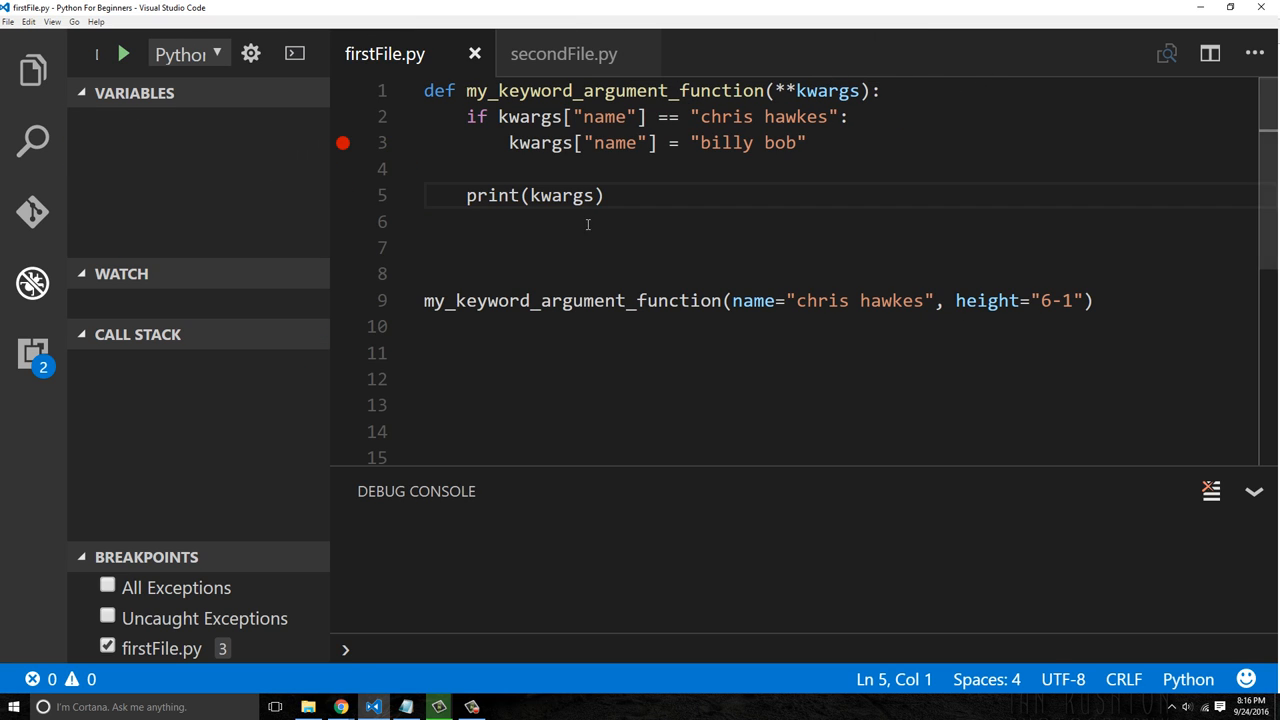 firstFile.py - Python For Beginners - Visual Studio Code
File Edit View Go Help
Python
firstFile.py
secondFile.py
VARIABLES
WATCH
CALL STACK
BREAKPOINTS
All Exceptions
Uncaught Exceptions
firstFile.py 3
2
1 def my_keyword_argument_function(**kwargs):
2 if kwargs["name"] == "chris hawkes":
3 kwargs["name"] = "billy bob"
4
5 print(kwargs)
6
7
8
9 my_keyword_argument_function(name="chris hawkes", height="6-1")
10
11
12
13
14
15
DEBUG CONSOLE
0 0
Ln 5, Col 1 Spaces: 4 UTF-8 CRLF Python
I'm Cortana. Ask me anything.
8:16 PM
9/24/2016